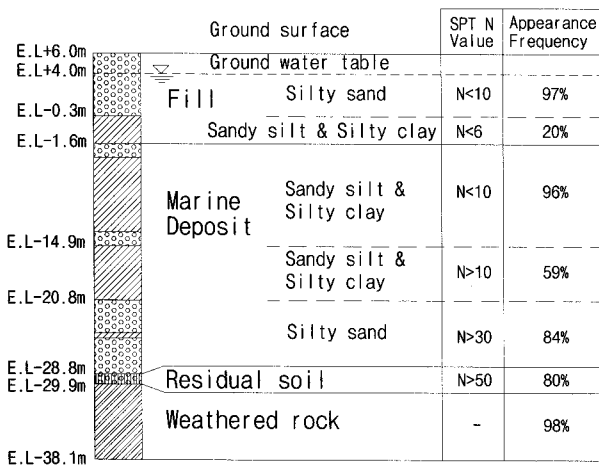 Ground surface
SPT N Value
Appearance Frequency
E.L+6.0m
Ground water table
E.L+4.0m
Fill
Silty sand
N<10
97%
E.L-0.3m
Sandy silt & Silty clay
N<6
20%
E.L-1.6m
Marine
Deposit
Sandy silt &
Silty clay
N<10
96%
E.L-14.9m
Sandy silt &
Silty clay
N>10
59%
E.L-20.8m
Silty sand
N>30
84%
E.L-28.8m
E.L-29.9m
Residual soil
N>50
80%
Weathered rock
-
98%
E.L-38.1m